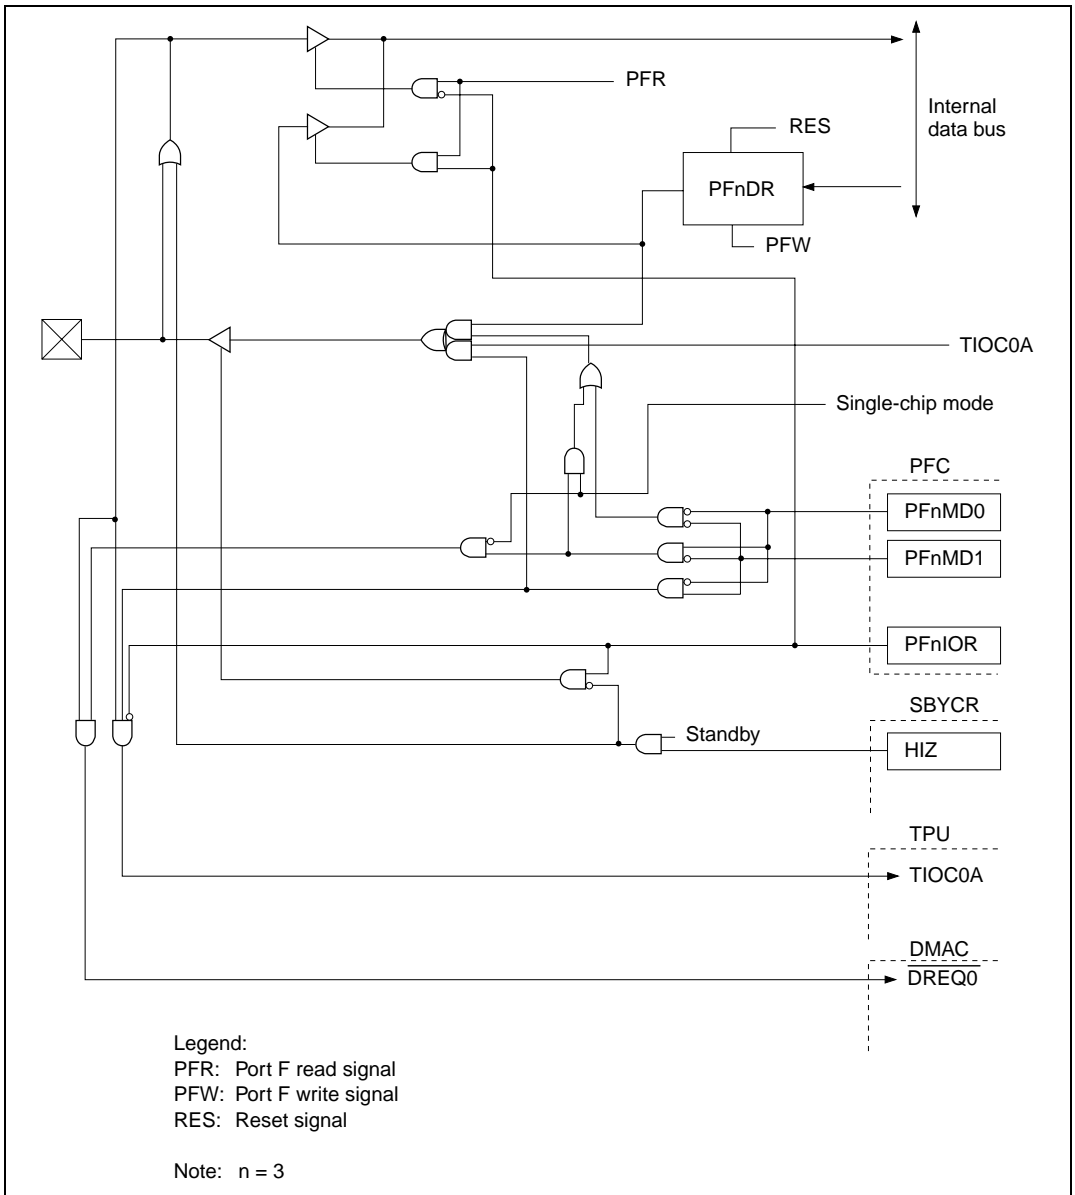 PFR
Internal
data bus
RES
PFnDR
PFW
TIOC0A
Single-chip mode
PFC
PFnMD0
PFnMD1
PFnIOR
SBYCR
Standby
HIZ
TPU
TIOC0A
DMAC
DREQ0
Legend:
PFR: Port F read signal
PFW: Port F write signal
RES: Reset signal
Note: n = 3